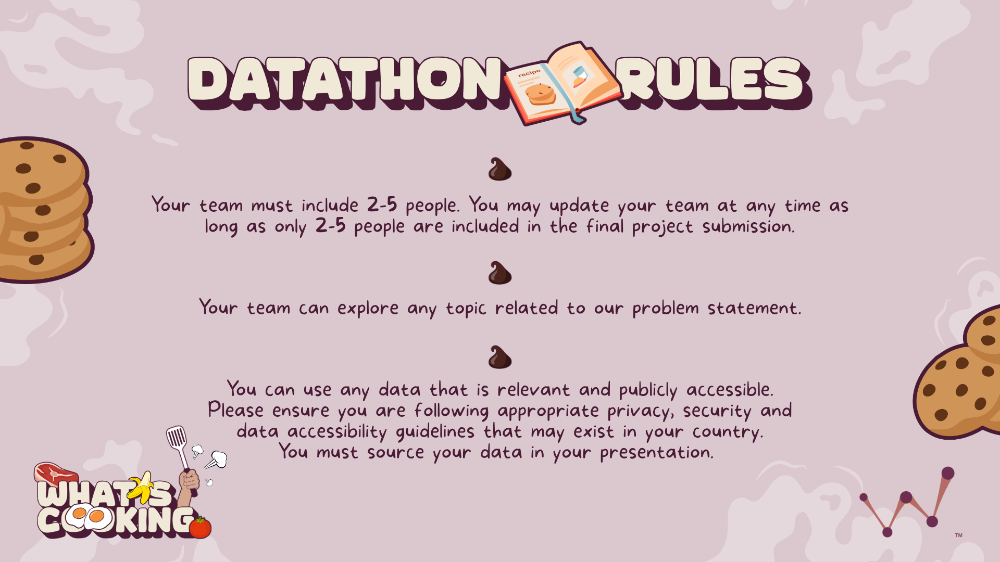 DATATHON RULES
recipe
Your team must include 2-5 people. You may update your team at any time as
long as only 2-5 people are included in the final project submission.
Your team can explore any topic related to our problem statement.
You can use any data that is relevant and publicly accessible.
Please ensure you are following appropriate privacy, security and
data accessibility guidelines that may exist in your country.
You must source your data in your presentation.
WHAT'S
COOKING
TM